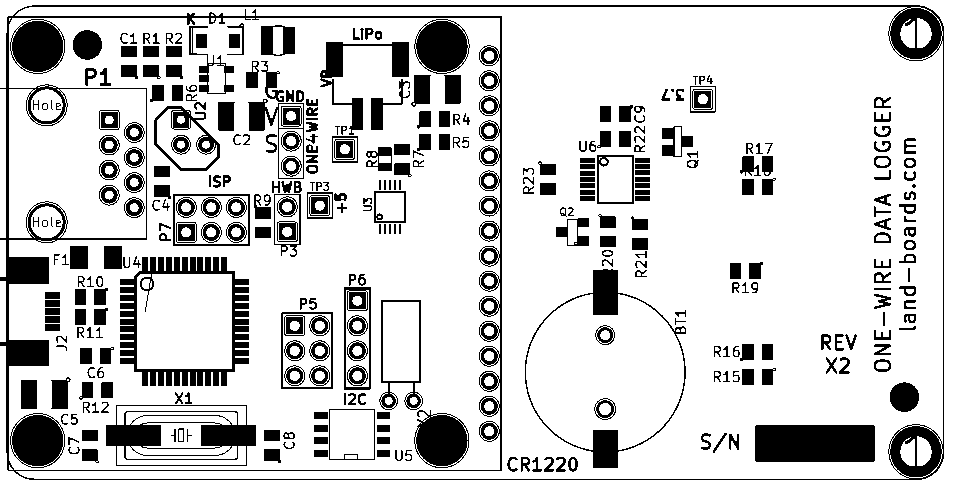 K D1 L1
LiPo
C1 R1 R2
U1
P1
R3
VB
C3
TP4
3.7
Hole
R6
U2
G
GND
V
ONE4WIRE
C2
S
TP1
R4
R5
R8
R7
C9
R22
Q1
U6
R17
R18
R23
ISP
HWB
TP3
+5
U3
C4
R9
P7
P3
Hole
Q2
R20
R21
F1
U4
R10
R11
J2
P5
P6
R19
BT1
ONE-WIRE DATA LOGGER
land-boards.com
REV
X2
C6
R12
C5
X1
I2C
R16
R15
C7
C8
U5
S/N
CR1220